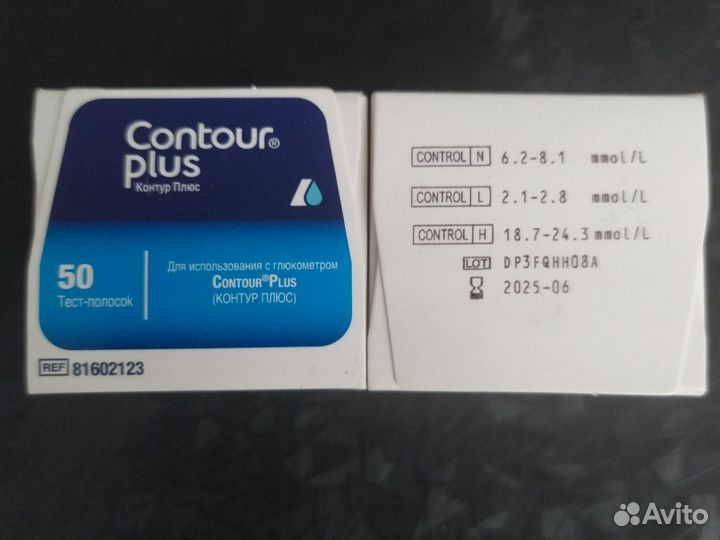 Contour®
plus
Контур Плюс
50
Тест-полосок
Для использования с глюкометром
CONTOUR®PLUS
(КОНТУР ПЛЮС)
REF 81602123
CONTROL N 6.2-8.1 mmol/L
CONTROL L 2.1-2.8 mmol/L
CONTROL H 18.7-24.3 mmol/L
LOT DP3FQHH08A
2025-06
Avito